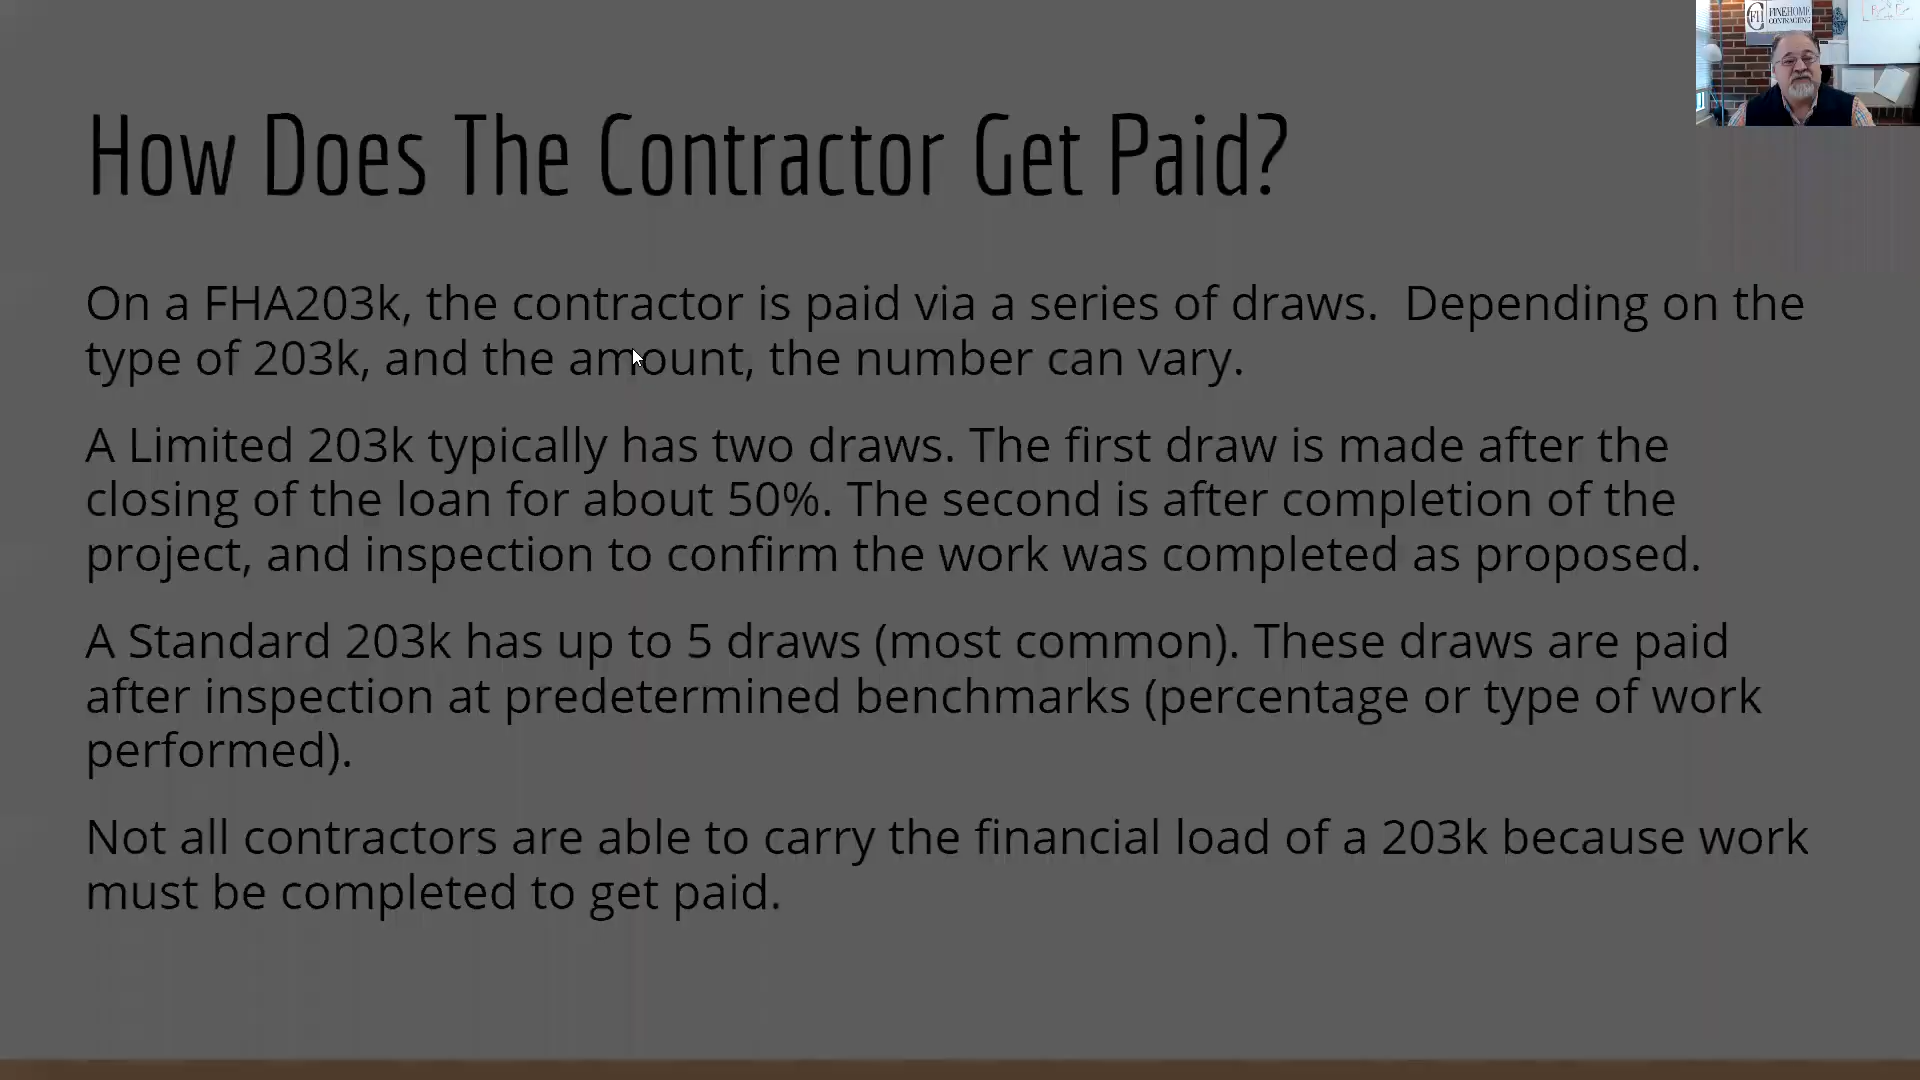 FINEHOME
CONTRACTING
How Does The Contractor Get Paid?
On a FHA203k, the contractor is paid via a series of draws.  Depending on the
type of 203k, and the amount, the number can vary.
A Limited 203k typically has two draws. The first draw is made after the
closing of the loan for about 50%. The second is after completion of the
project, and inspection to confirm the work was completed as proposed.
A Standard 203k has up to 5 draws (most common). These draws are paid
after inspection at predetermined benchmarks (percentage or type of work
performed).
Not all contractors are able to carry the financial load of a 203k because work
must be completed to get paid.